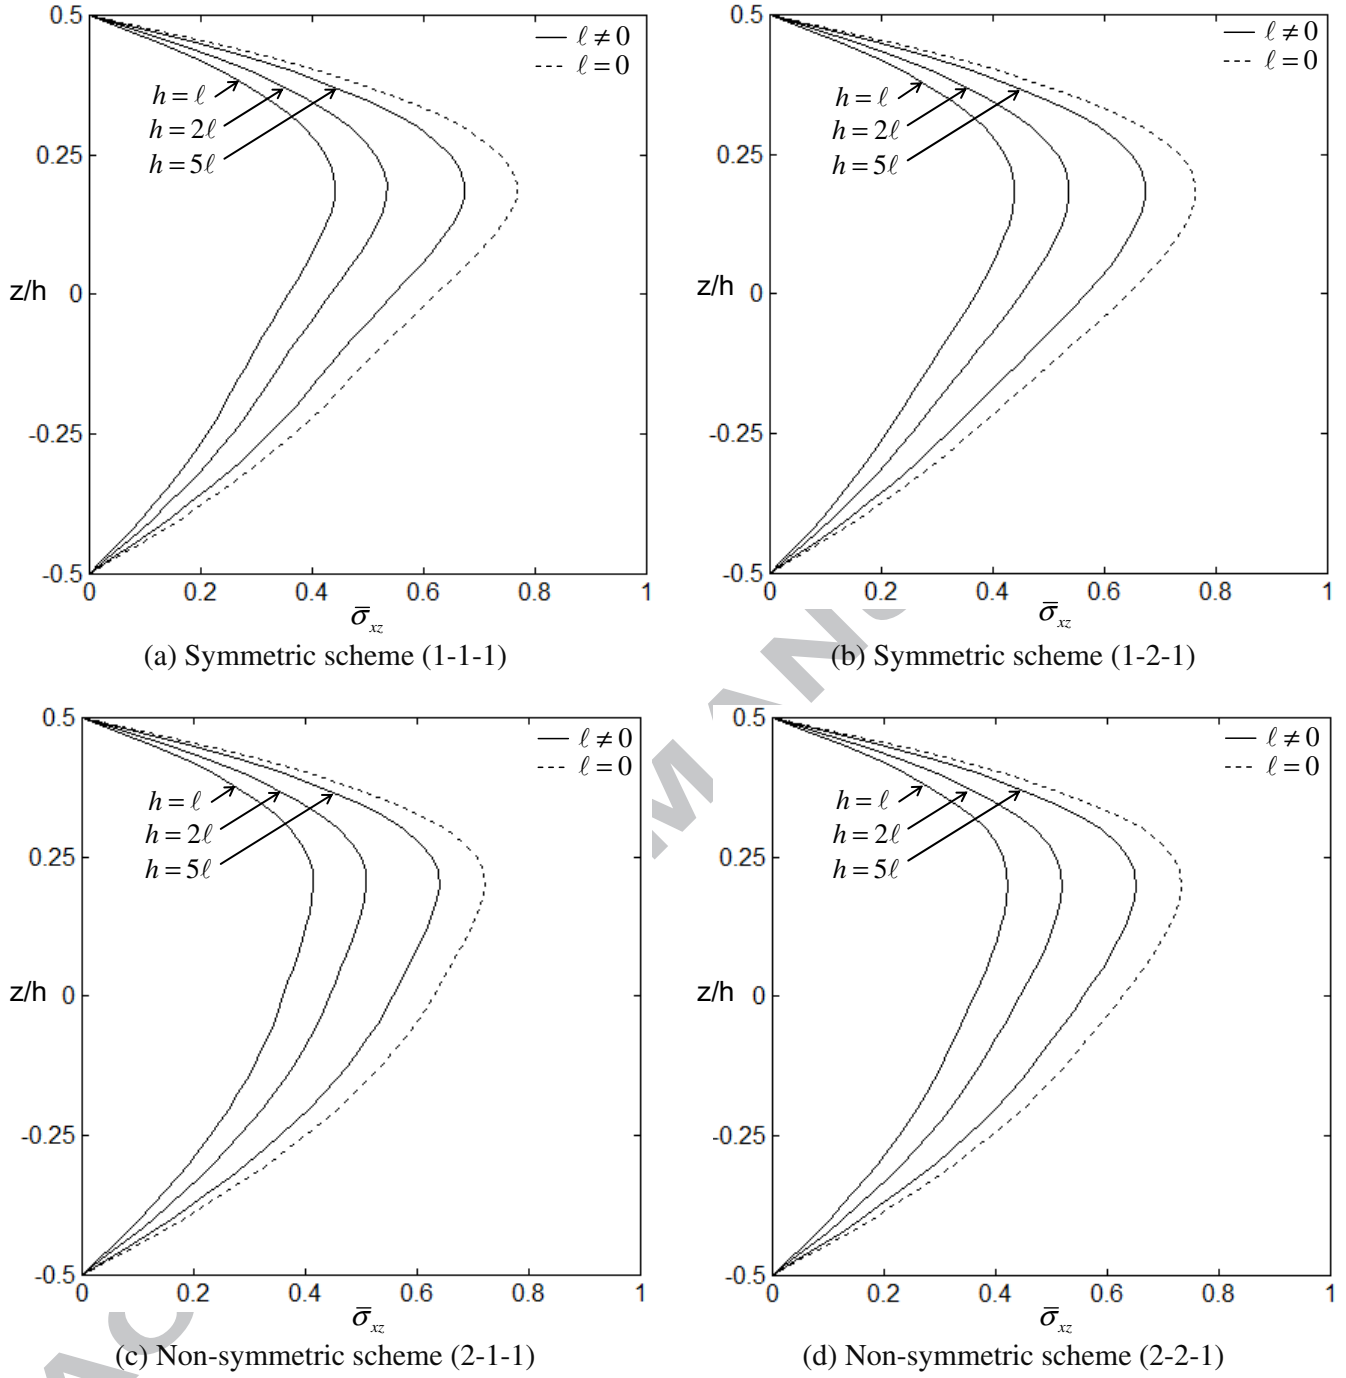 0.5
ℓ ≠ 0
ℓ = 0
h = ℓ
h = 2ℓ
h = 5ℓ
0.25
z/h 0
-0.25
-0.5
0 0.2 0.4 0.6 0.8 1
σ̅xz
(a) Symmetric scheme (1-1-1)
0.5
ℓ ≠ 0
ℓ = 0
h = ℓ
h = 2ℓ
h = 5ℓ
0.25
z/h 0
-0.25
-0.5
0 0.2 0.4 0.6 0.8 1
σ̅xz
(b) Symmetric scheme (1-2-1)
0.5
ℓ ≠ 0
ℓ = 0
h = ℓ
h = 2ℓ
h = 5ℓ
0.25
z/h 0
-0.25
-0.5
0 0.2 0.4 0.6 0.8 1
σ̅xz
(c) Non-symmetric scheme (2-1-1)
0.5
ℓ ≠ 0
ℓ = 0
h = ℓ
h = 2ℓ
h = 5ℓ
0.25
z/h 0
-0.25
-0.5
0 0.2 0.4 0.6 0.8 1
σ̅xz
(d) Non-symmetric scheme (2-2-1)